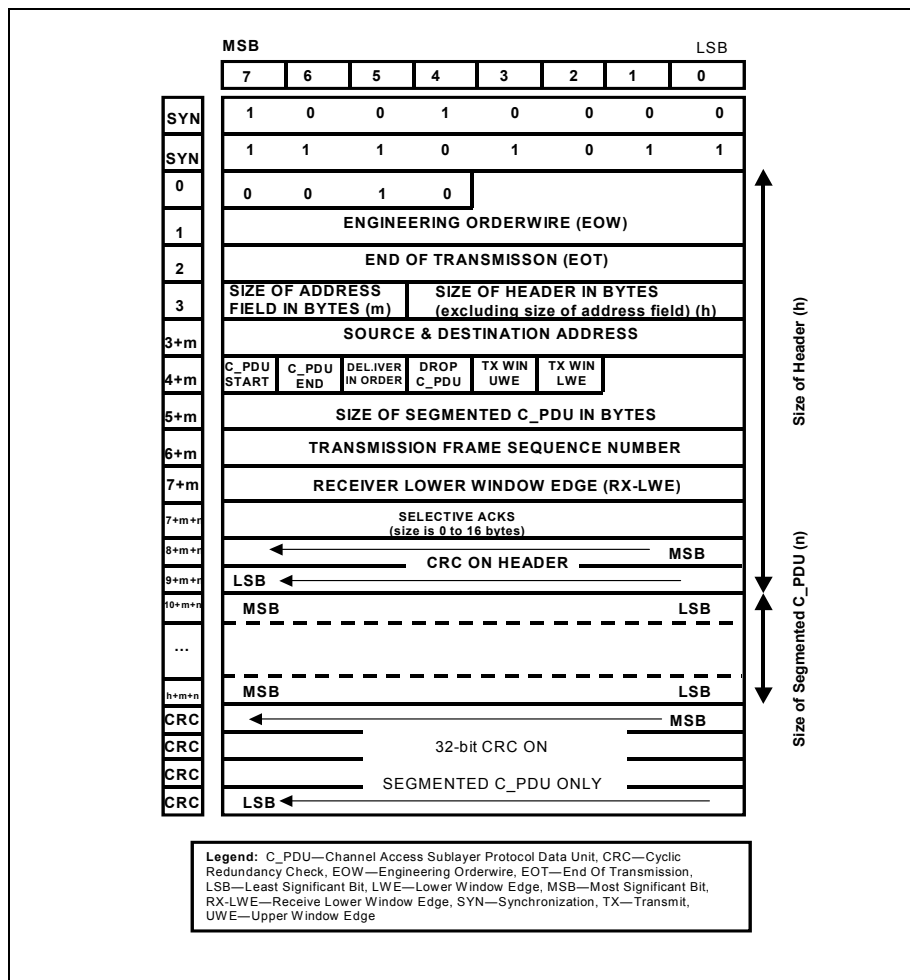 MSB LSB
7 6 5 4 3 2 1 0
SYN 1 0 0 1 0 0 0 0
SYN 1 1 1 0 1 0 1 1
0 0 0 1 0
1 ENGINEERING ORDERWIRE (EOW)
2 END OF TRANSMISSON (EOT)
3 SIZE OF ADDRESS FIELD IN BYTES (m) SIZE OF HEADER IN BYTES (excluding size of address field) (h)
3+m SOURCE & DESTINATION ADDRESS
4+m C_PDU START C_PDU END DEL.IVER IN ORDER DROP C_PDU TX WIN UWE TX WIN LWE
5+m SIZE OF SEGMENTED C_PDU IN BYTES
6+m TRANSMISSION FRAME SEQUENCE NUMBER
7+m RECEIVER LOWER WINDOW EDGE (RX-LWE)
7+m+n SELECTIVE ACKS
(size is 0 to 16 bytes)
8+m+n MSB
CRC ON HEADER
9+m+n LSB
10+m+n MSB LSB
...
h+m+n MSB LSB
CRC MSB
CRC 32-bit CRC ON
CRC SEGMENTED C_PDU ONLY
CRC LSB
Size of Header (h)
Size of Segmented C_PDU (n)
Legend: C_PDU—Channel Access Sublayer Protocol Data Unit, CRC—Cyclic
Redundancy Check, EOW—Engineering Orderwire, EOT—End Of Transmission,
LSB—Least Significant Bit, LWE—Lower Window Edge, MSB—Most Significant Bit,
RX-LWE—Receive Lower Window Edge, SYN—Synchronization, TX—Transmit,
UWE—Upper Window Edge